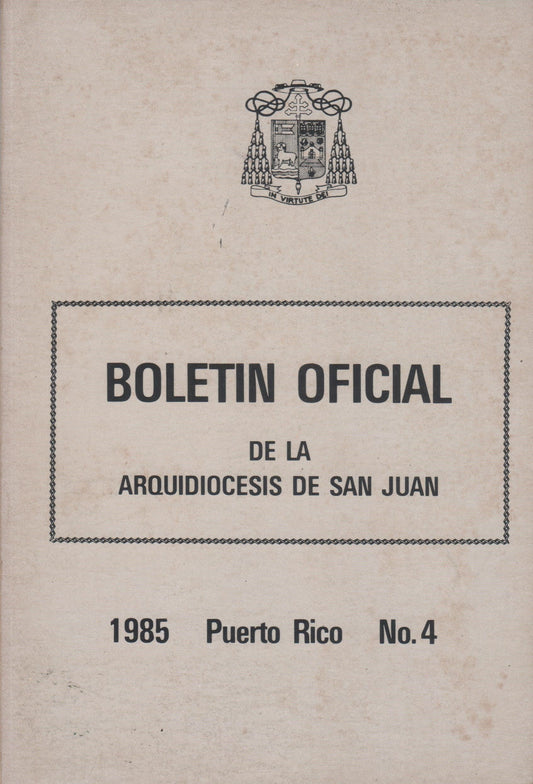 IN VIRTUTE DEI
BOLETIN OFICIAL
DE LA
ARQUIDIOCESIS DE SAN JUAN
1985 Puerto Rico No. 4